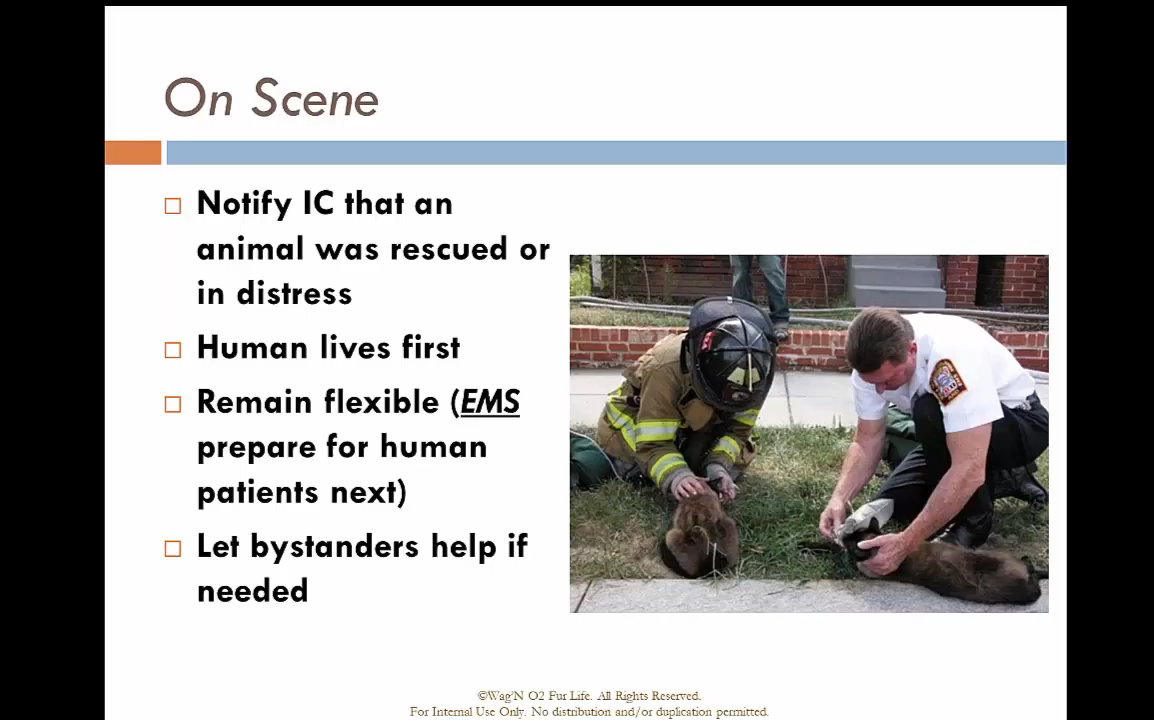 On Scene
Notify IC that an
animal was rescued or
in distress
Human lives first
Remain flexible (EMS
prepare for human
patients next)
Let bystanders help if
needed
©Wag'N O2 Fur Life. All Rights Reserved.
For Internal Use Only. No distribution and/or duplication permitted.